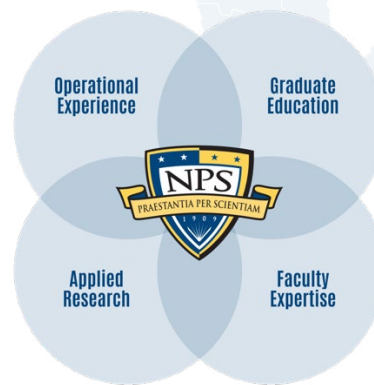 Operational
Experience
Graduate
Education
NPS
PRAESTANTIA PER SCIENTIAM
1909
Applied
Research
Faculty
Expertise